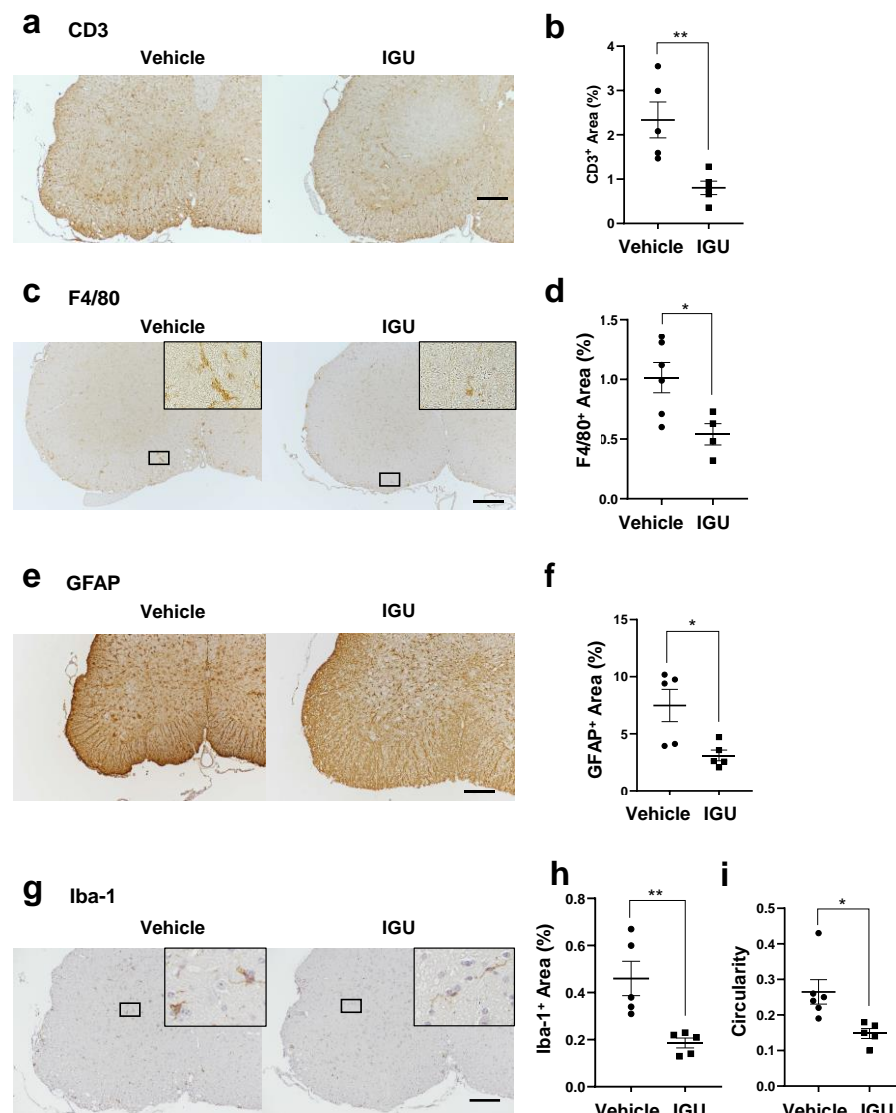 a CD3
Vehicle IGU
b
**
CD3⁺ Area (%)
4
3
2
1
0
Vehicle IGU
c F4/80
Vehicle IGU
d
*
F4/80⁺ Area (%)
1.5
1.0
0.5
0.0
Vehicle IGU
e GFAP
Vehicle IGU
f
*
GFAP⁺ Area (%)
15
10
5
0
Vehicle IGU
g Iba-1
Vehicle IGU
h
**
Iba-1⁺ Area (%)
0.8
0.6
0.4
0.2
0.0
Vehicle IGU
i
*
Circularity
0.5
0.4
0.3
0.2
0.1
0.0
Vehicle IGU